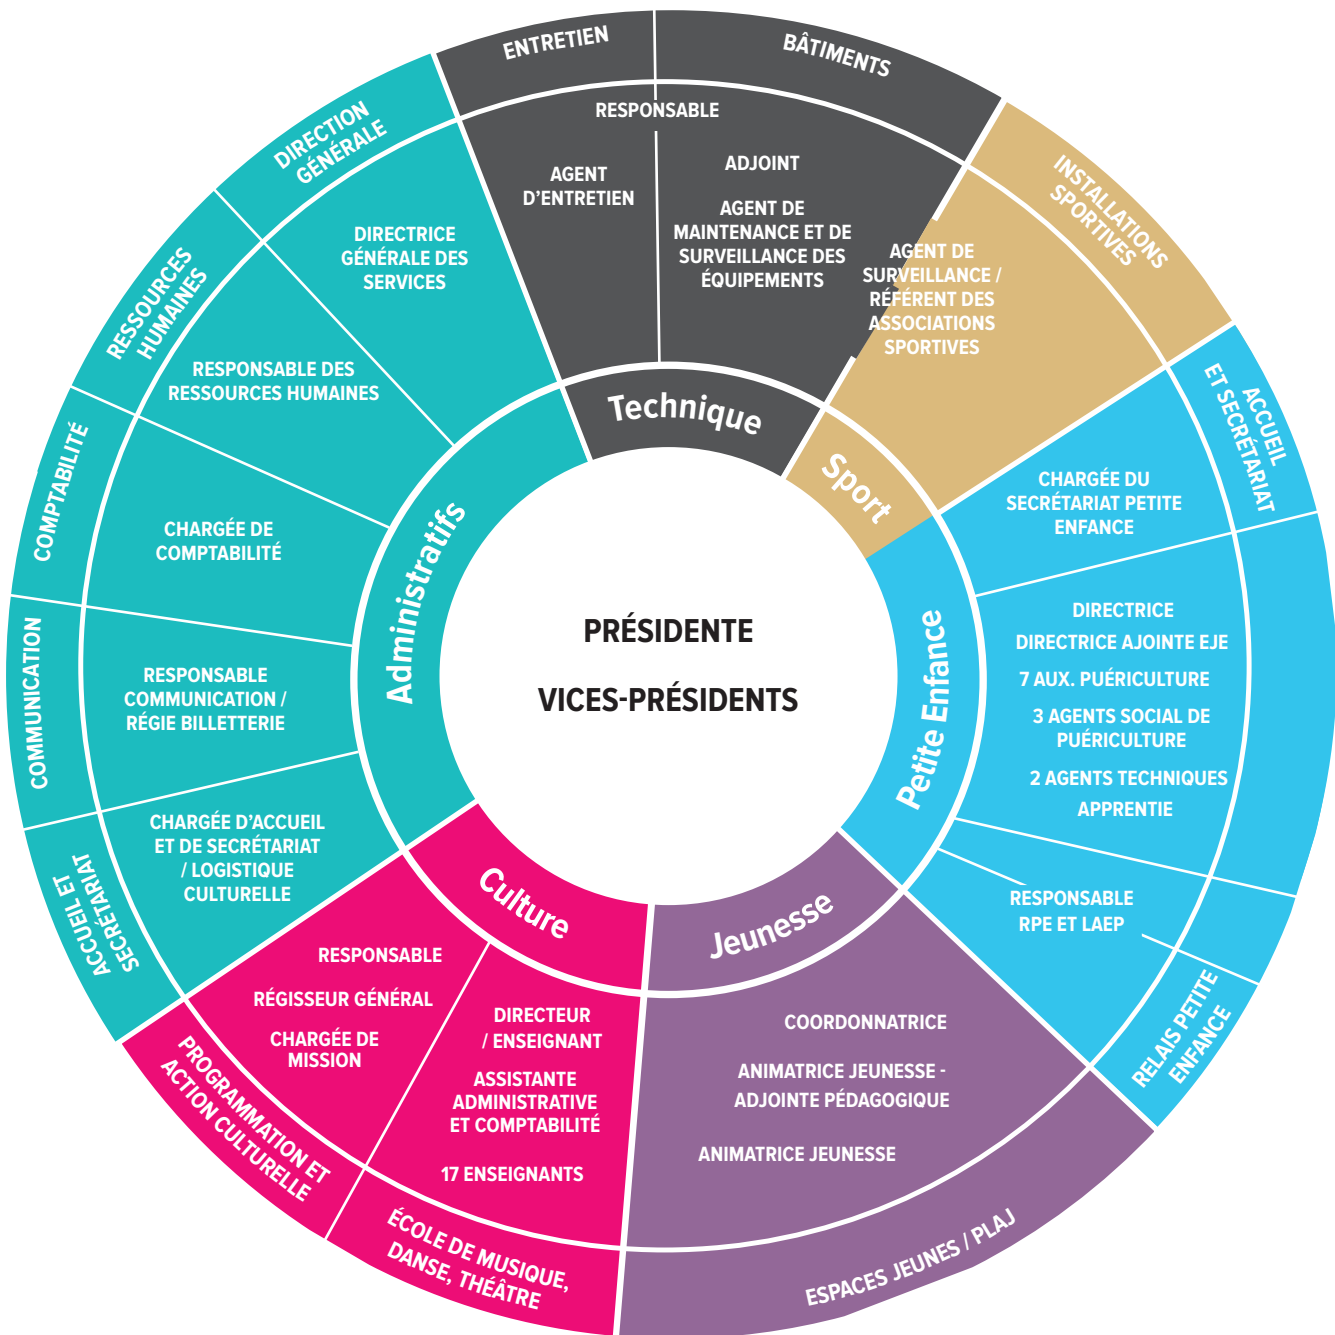 ENTRETIEN
BÂTIMENTS
RESPONSABLE
AGENT
D'ENTRETIEN
ADJOINT
AGENT DE
MAINTENANCE ET DE
SURVEILLANCE DES
ÉQUIPEMENTS
Technique
INSTALLATIONS
SPORTIVES
AGENT DE
SURVEILLANCE /
RÉFÉRENT DES
ASSOCIATIONS
SPORTIVES
Sport
ACCUEIL
ET SECRÉTARIAT
CHARGÉE DU
SECRÉTARIAT PETITE
ENFANCE
DIRECTRICE
DIRECTRICE AJOINTE EJE
7 AUX. PUÉRICULTURE
3 AGENTS SOCIAL DE
PUÉRICULTURE
2 AGENTS TECHNIQUES
APPRENTIE
RESPONSABLE
RPE ET LAEP
RELAIS PETITE
ENFANCE
Petite Enfance
COORDONNATRICE
ANIMATRICE JEUNESSE -
ADJOINTE PÉDAGOGIQUE
ANIMATRICE JEUNESSE
ESPACES JEUNES / PLAJ
Jeunesse
DIRECTEUR
/ ENSEIGNANT
ASSISTANTE
ADMINISTRATIVE
ET COMPTABILITÉ
17 ENSEIGNANTS
ÉCOLE DE MUSIQUE,
DANSE, THÉÂTRE
RESPONSABLE
RÉGISSEUR GÉNÉRAL
CHARGÉE DE
MISSION
PROGRAMMATION ET
ACTION CULTURELLE
Culture
ACCUEIL ET
SECRÉTARIAT
CHARGÉE D'ACCUEIL
ET DE SECRÉTARIAT
/ LOGISTIQUE
CULTURELLE
COMMUNICATION
RESPONSABLE
COMMUNICATION /
RÉGIE BILLETTERIE
COMPTABILITÉ
CHARGÉE DE
COMPTABILITÉ
RESSOURCES
HUMAINES
RESPONSABLE DES
RESSOURCES HUMAINES
DIRECTION
GÉNÉRALE
DIRECTRICE
GÉNÉRALE DES
SERVICES
Administratifs
PRÉSIDENTE
VICES-PRÉSIDENTS